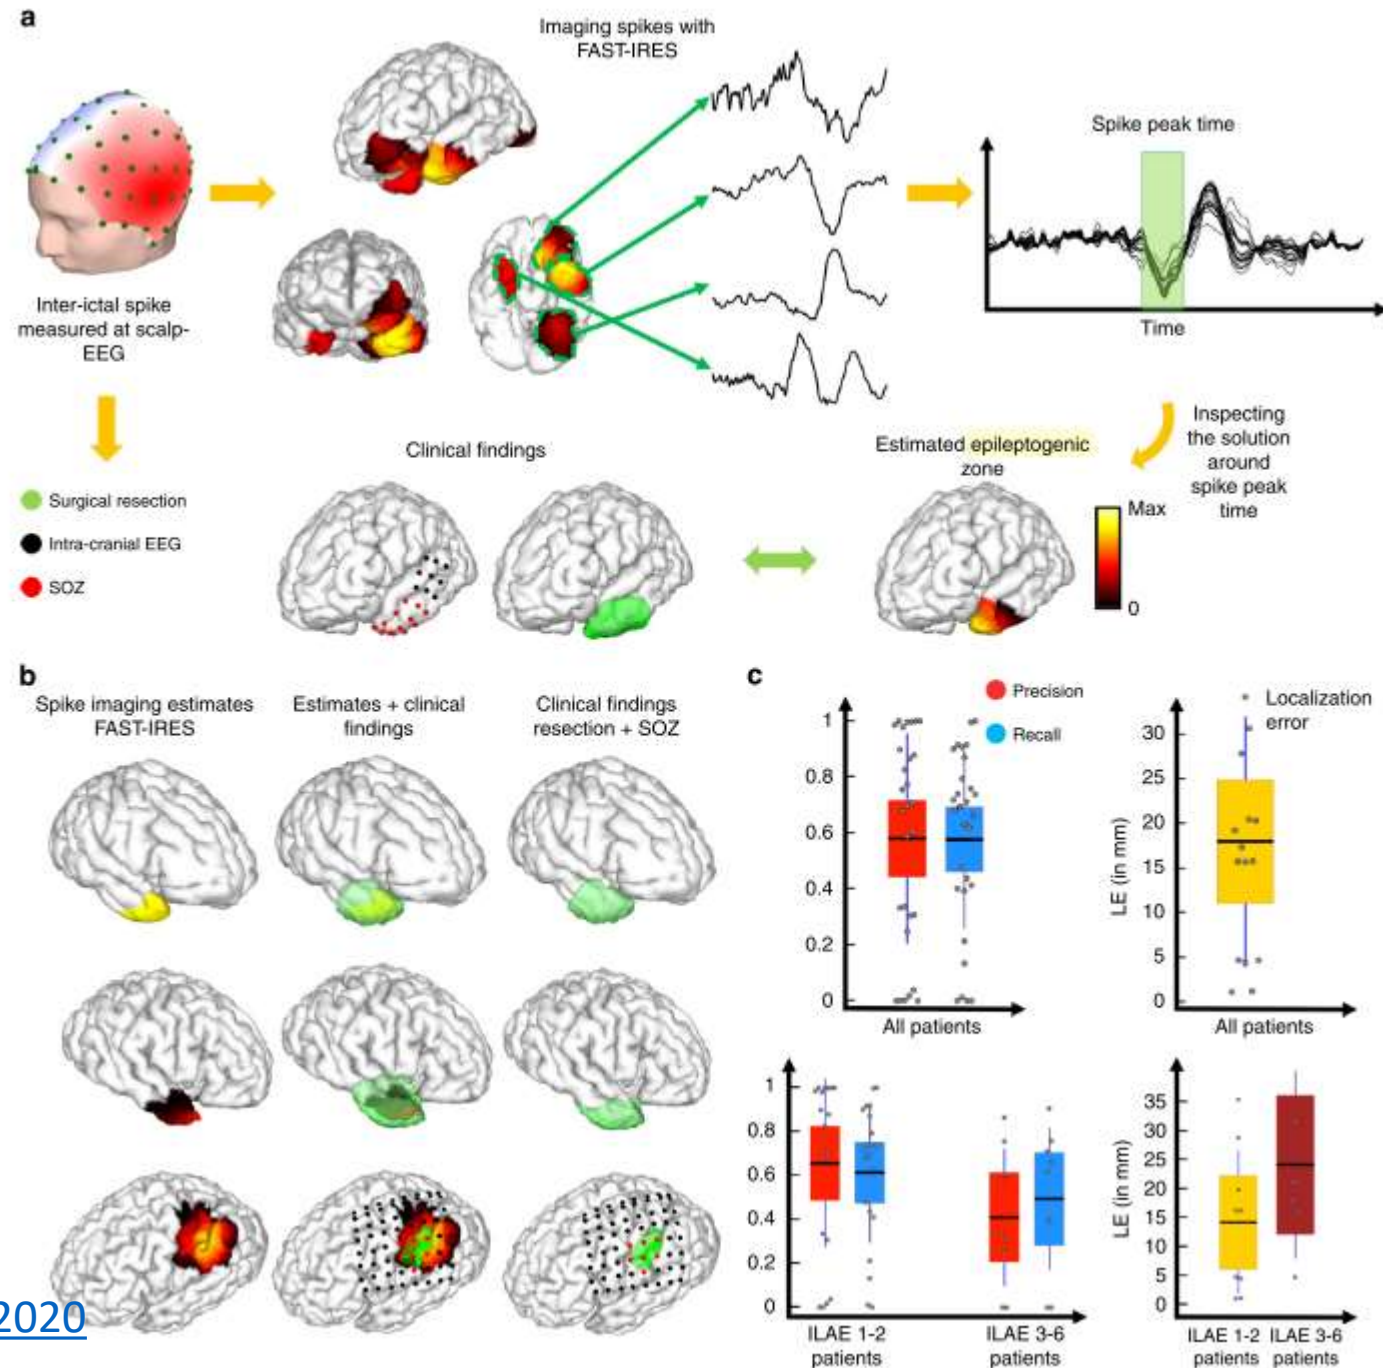 a
Imaging spikes with
FAST-IRES
Spike peak time
Time
Inter-ictal spike
measured at scalp-
EEG
Inspecting
the solution
around
spike peak
time
Clinical findings
Estimated epileptogenic
zone
Max
0
Surgical resection
Intra-cranial EEG
SOZ
b
Spike imaging estimates
FAST-IRES
Estimates + clinical
findings
Clinical findings
resection + SOZ
c
Precision
Recall
1
0.8
0.6
0.4
0.2
0
All patients
Localization
error
LE (in mm)
30
25
20
15
10
5
0
All patients
1
0.8
0.6
0.4
0.2
0
ILAE 1-2
patients
ILAE 3-6
patients
LE (in mm)
35
30
25
20
15
10
5
0
ILAE 1-2
patients
ILAE 3-6
patients
2020